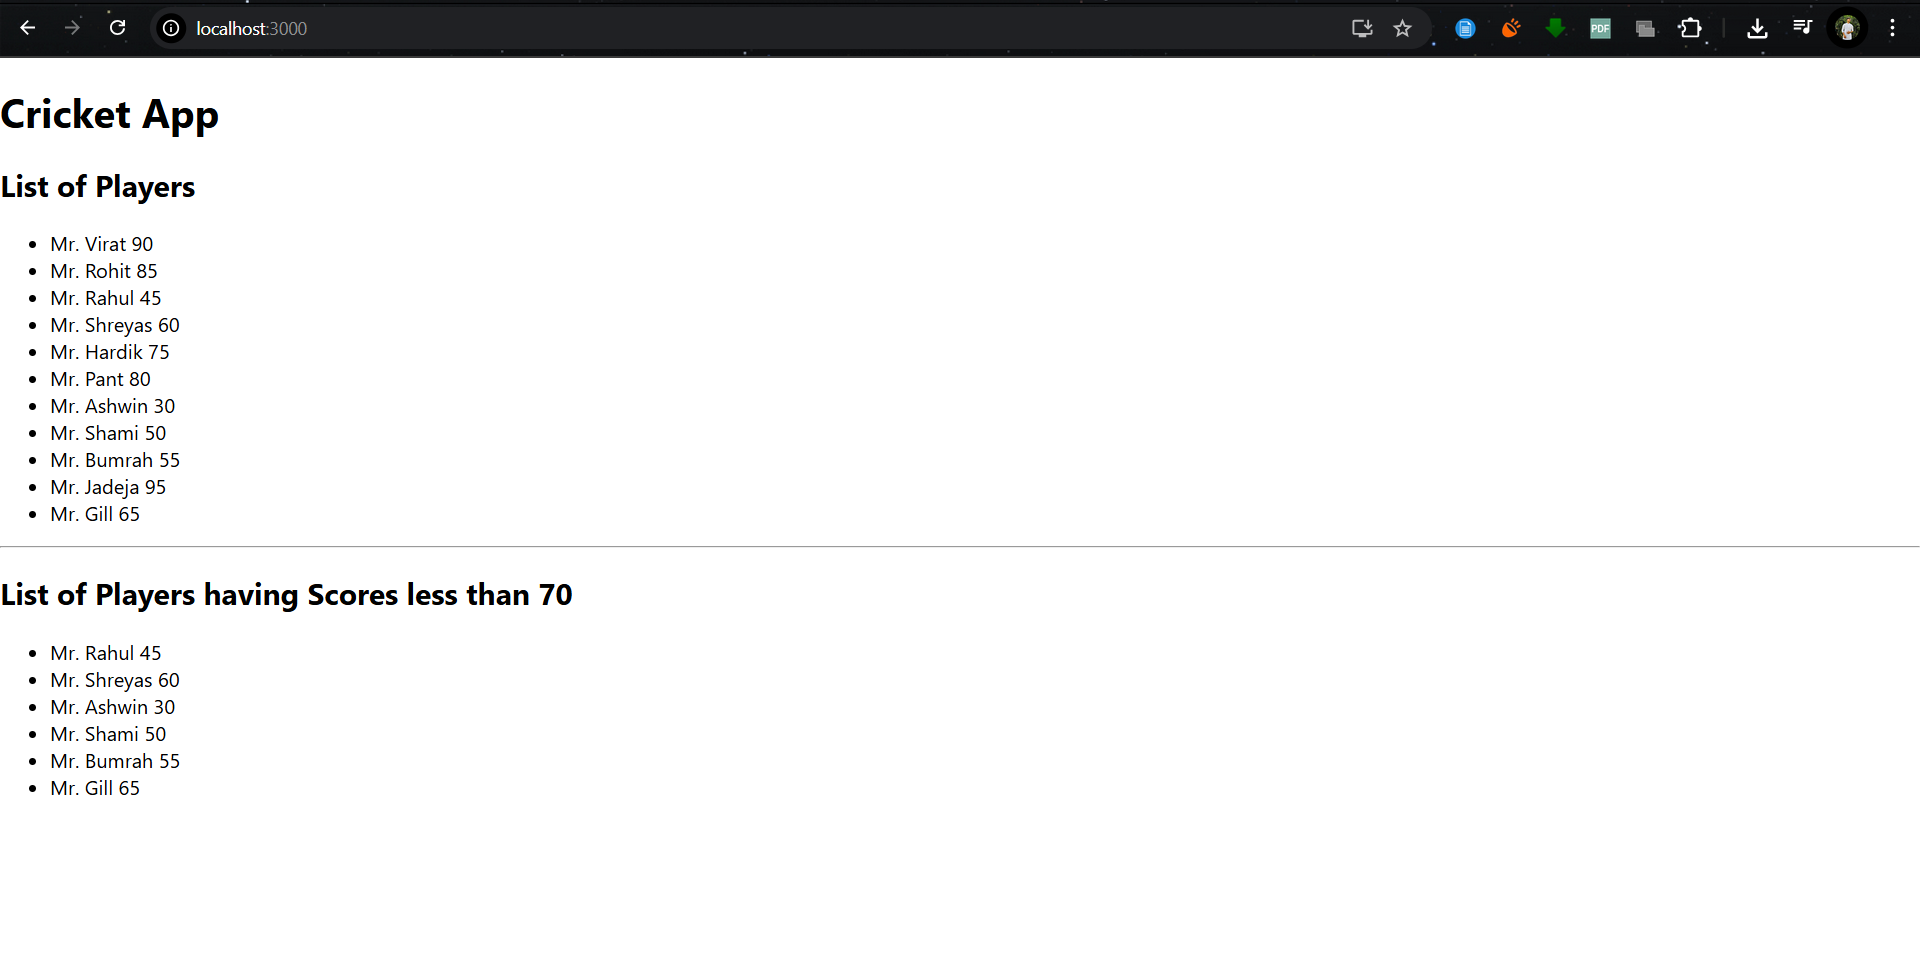 localhost:3000
PDF
Cricket App
List of Players
Mr. Virat 90
Mr. Rohit 85
Mr. Rahul 45
Mr. Shreyas 60
Mr. Hardik 75
Mr. Pant 80
Mr. Ashwin 30
Mr. Shami 50
Mr. Bumrah 55
Mr. Jadeja 95
Mr. Gill 65
List of Players having Scores less than 70
Mr. Rahul 45
Mr. Shreyas 60
Mr. Ashwin 30
Mr. Shami 50
Mr. Bumrah 55
Mr. Gill 65